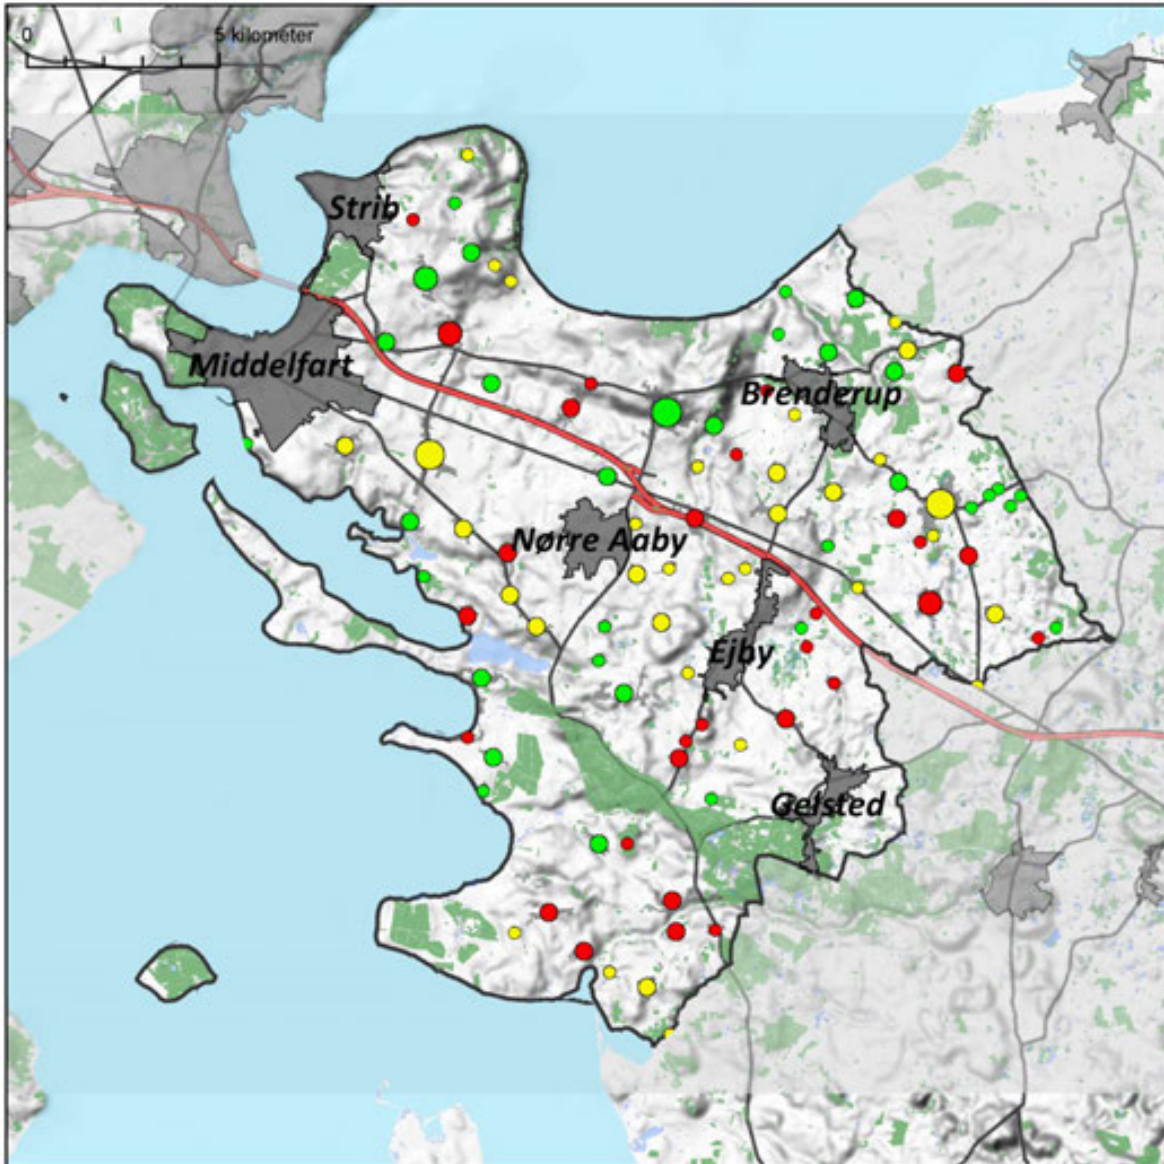 0 5 kilometer
Strib
Middelfart
Brenderup
Nørre Aaby
Ejby
Gelsted